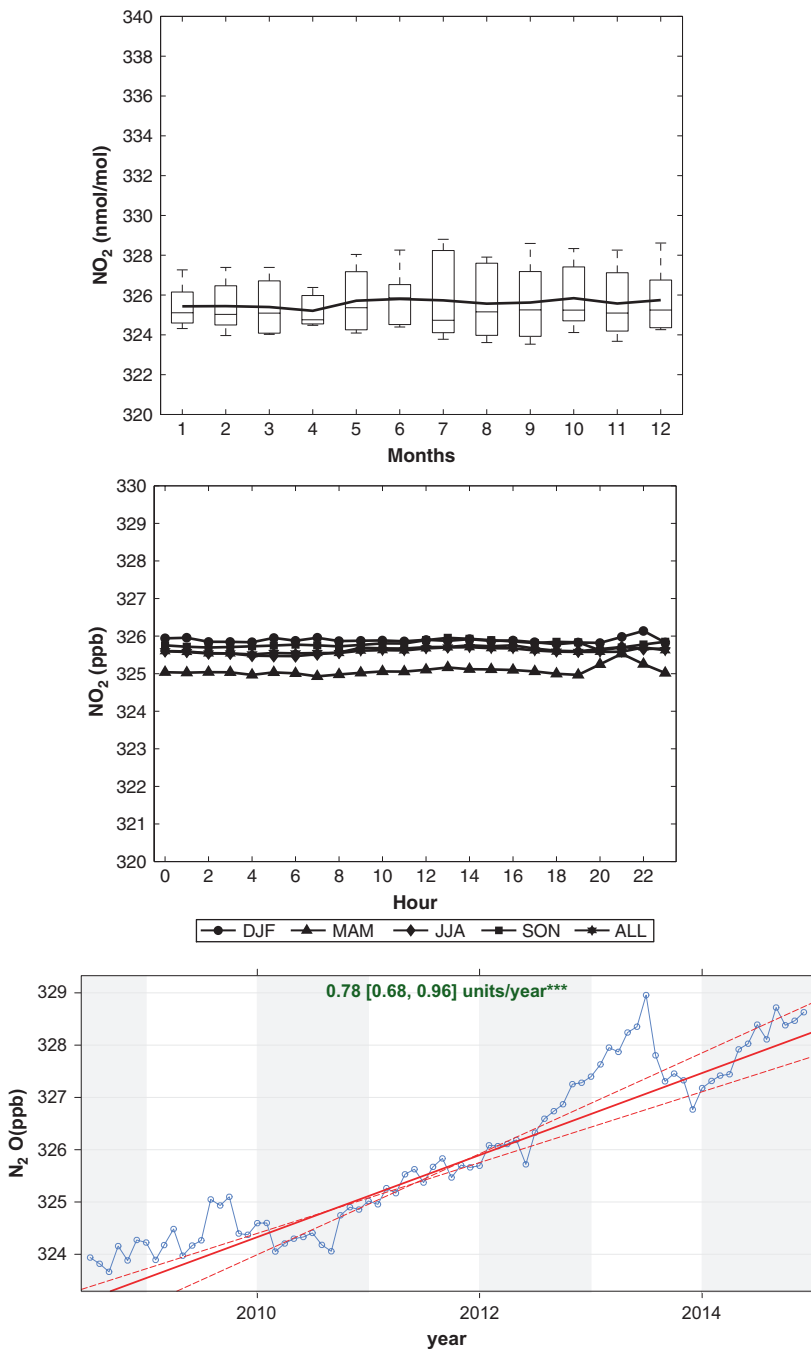 340
338
336
334
332
330
328
326
324
322
320
NO2 (nmol/mol)
1 2 3 4 5 6 7 8 9 10 11 12
Months
330
329
328
327
326
325
324
323
322
321
320
NO2 (ppb)
0 2 4 6 8 10 12 14 16 18 20 22
Hour
DJF MAM JJA SON ALL
0.78 [0.68, 0.96] units/year***
329
328
327
326
325
324
N2 O(ppb)
2010 2012 2014
year